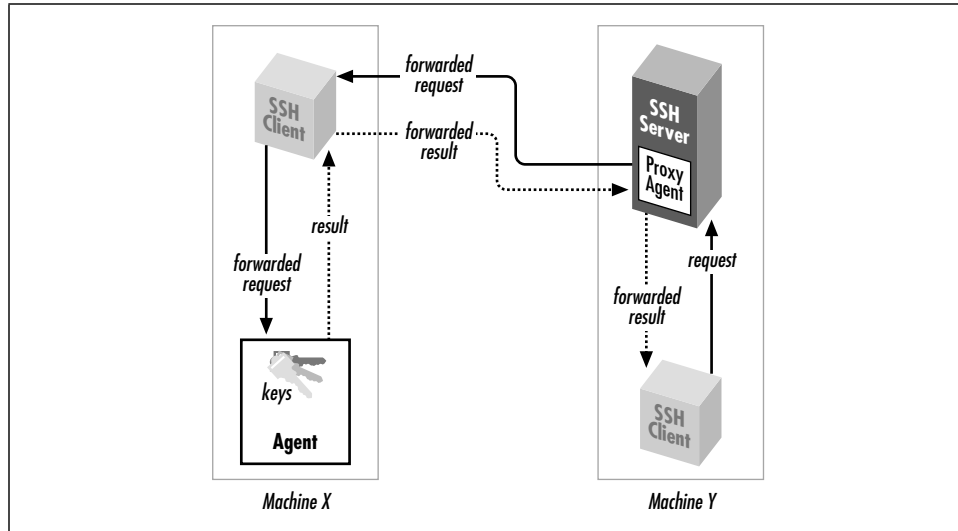 forwarded
request
SSH
Client
forwarded
result
SSH
Server
Proxy
Agent
result
request
forwarded
request
forwarded
result
keys
Agent
SSH
Client
Machine X
Machine Y